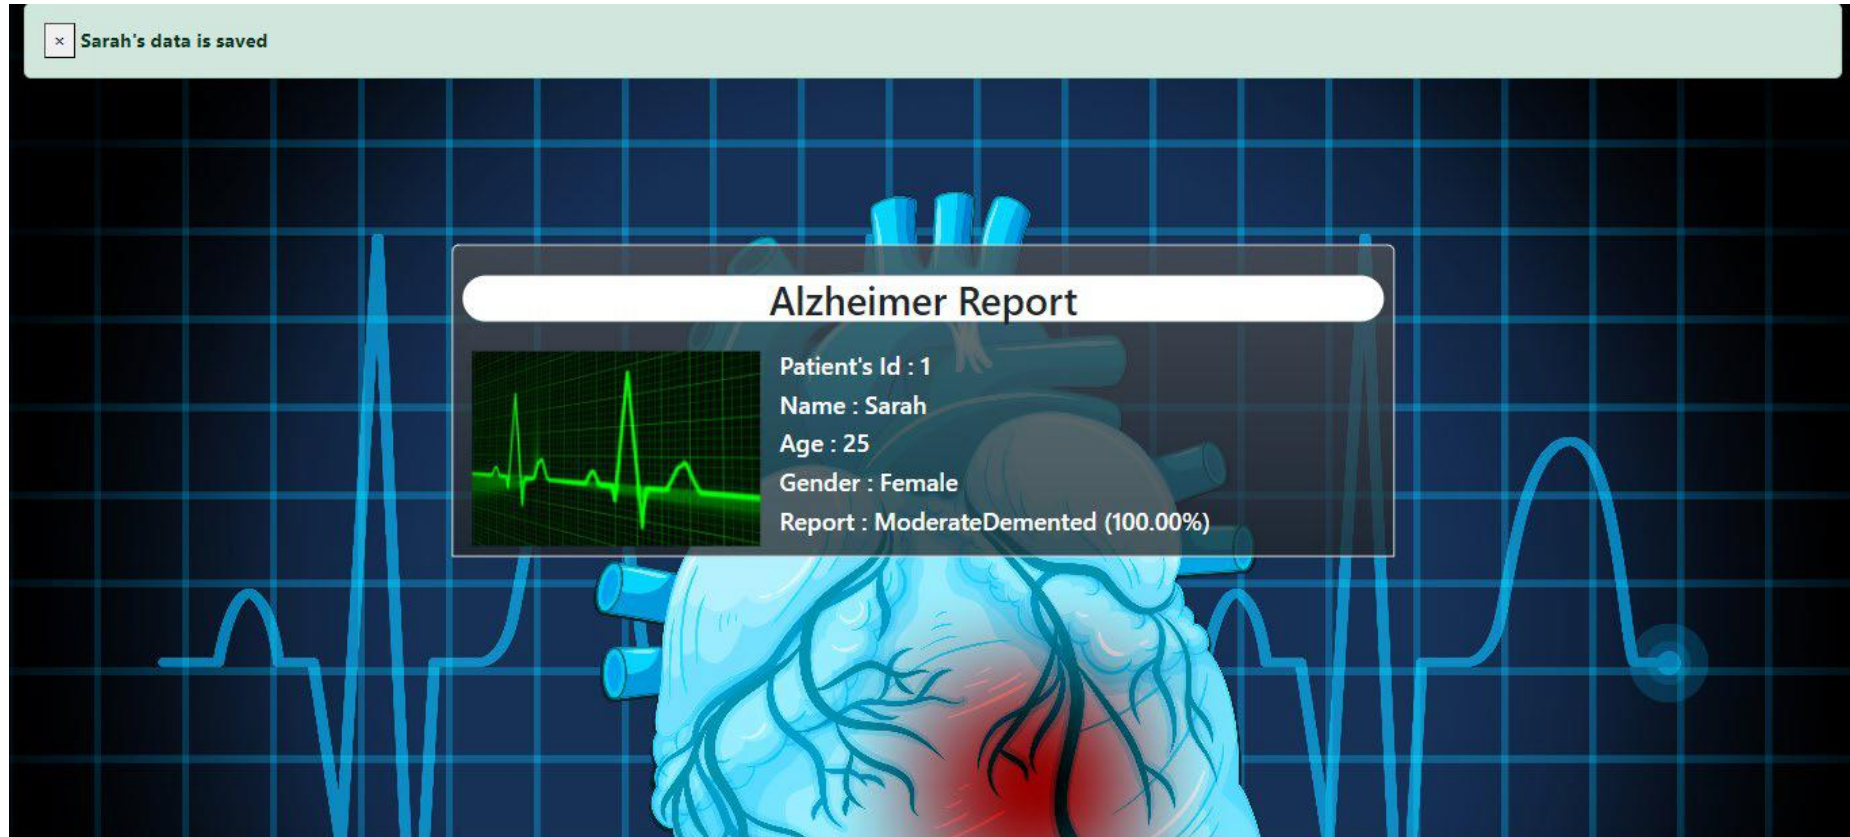 × Sarah's data is saved
Alzheimer Report
Patient's Id : 1
Name : Sarah
Age : 25
Gender : Female
Report : ModerateDemented (100.00%)